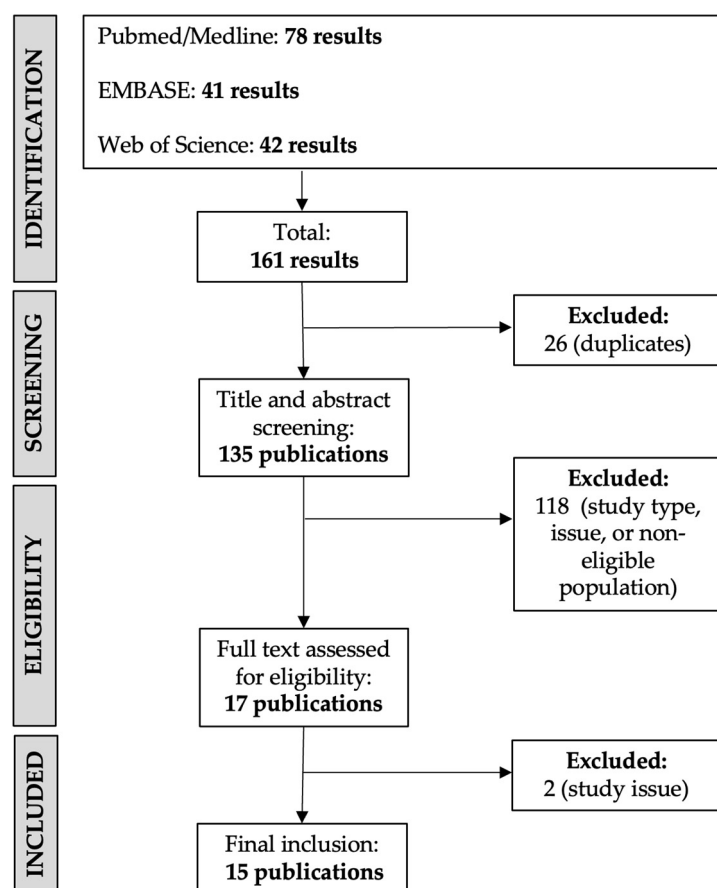 IDENTIFICATION
Pubmed/Medline: 78 results
EMBASE: 41 results
Web of Science: 42 results
Total:
161 results
SCREENING
Excluded:
26 (duplicates)
Title and abstract
screening:
135 publications
ELIGIBILITY
Excluded:
118 (study type,
issue, or non-
eligible
population)
Full text assessed
for eligibility:
17 publications
INCLUDED
Excluded:
2 (study issue)
Final inclusion:
15 publications